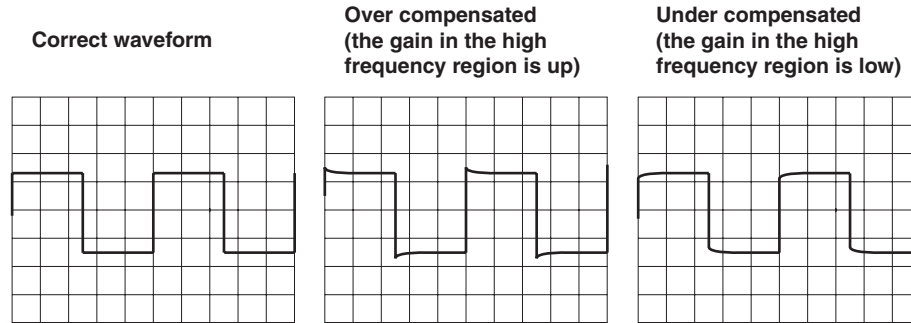 Correct waveform
Over compensated
(the gain in the high
frequency region is up)
Under compensated
(the gain in the high
frequency region is low)